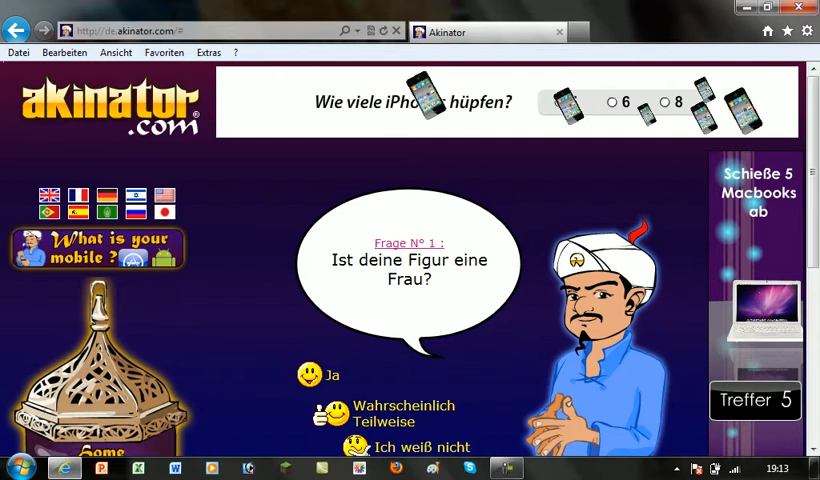 http://de.akinator.com/#
Akinator
Datei Bearbeiten Ansicht Favoriten Extras ?
akinator®
.com
Wie viele hüpfen?
6 8
Schieße 5
Macbooks
ab
What is your
mobile ?
Frage N° 1 :
Ist deine Figur eine
Frau?
Ja
Wahrscheinlich
Teilweise
Ich weiß nicht
Treffer 5
Home
19:13